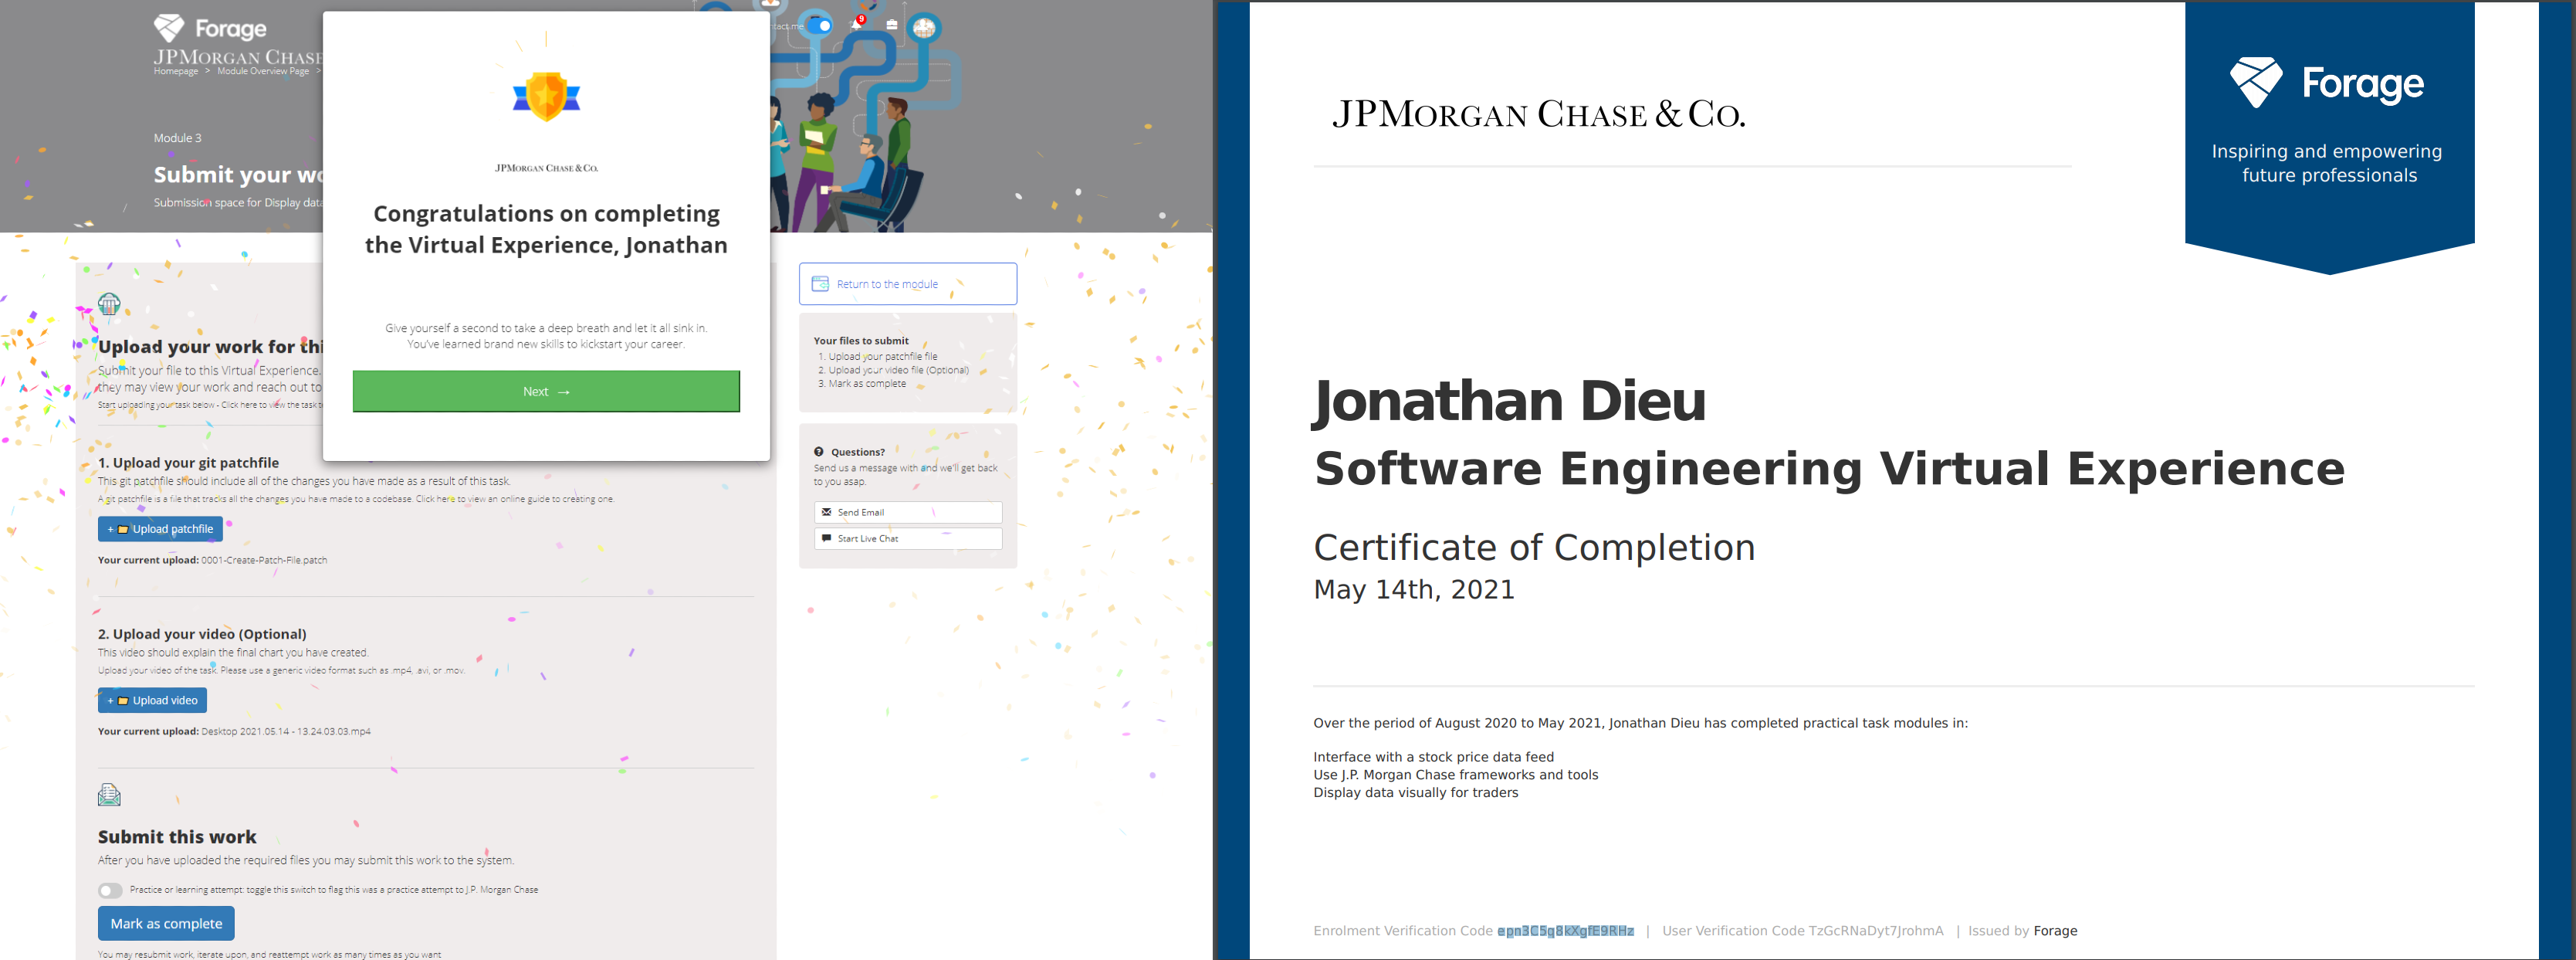 Forage
JPMORGAN CHASE
Homepage > Module Overview Page >
Module 3
Submit your wo
Submission space for Display data
tact me
9
JPMORGAN CHASE & CO.
Congratulations on completing
the Virtual Experience, Jonathan
Give yourself a second to take a deep breath and let it all sink in.
You've learned brand new skills to kickstart your career.
Next →
Upload your work for thi
Submit your file to this Virtual Experience.
they may view your work and reach out to
Start uploading your task below - Click here to view the task
1. Upload your git patchfile
This git patchfile should include all of the changes you have made as a result of this task.
A git patchfile is a file that tracks all the changes you have made to a codebase. Click here to view an online guide to creating one.
+ Upload patchfile
Your current upload: 0001-Create-Patch-File.patch
2. Upload your video (Optional)
This video should explain the final chart you have created.
Upload your video of the task. Please use a generic video format such as .mp4, .avi, or .mov.
+ Upload video
Your current upload: Desktop 2021.05.14 - 13.24.03.03.mp4
Submit this work
After you have uploaded the required files you may submit this work to the system.
Practice or learning attempt: toggle this switch to flag this was a practice attempt to J.P. Morgan Chase
Mark as complete
You may resubmit work, iterate upon, and reattempt work as many times as you want
Return to the module
Your files to submit
1. Upload your patchfile file
2. Upload your video file (Optional)
3. Mark as complete
Questions?
Send us a message with and we'll get back
to you asap.
Send Email
Start Live Chat
JPMORGAN CHASE & CO.
Forage
Inspiring and empowering
future professionals
Jonathan Dieu
Software Engineering Virtual Experience
Certificate of Completion
May 14th, 2021
Over the period of August 2020 to May 2021, Jonathan Dieu has completed practical task modules in:
Interface with a stock price data feed
Use J.P. Morgan Chase frameworks and tools
Display data visually for traders
Enrolment Verification Code | User Verification Code TzGcRNaDyt7JrohmA | Issued by Forage